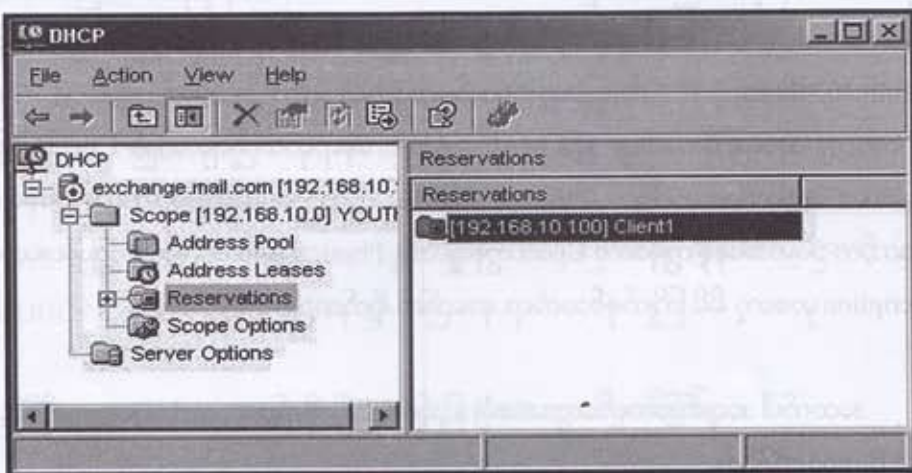 DHCP
File Action View Help
DHCP
Reservations
exchange.mail.com [192.168.10.
Reservations
Scope [192.168.10.0] YOUTH
[192.168.10.100] Client1
Address Pool
Address Leases
Reservations
Scope Options
Server Options